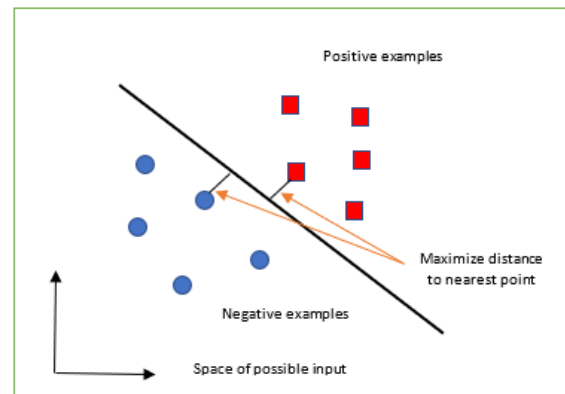 Positive examples
Maximize distance
to nearest point
Negative examples
Space of possible input